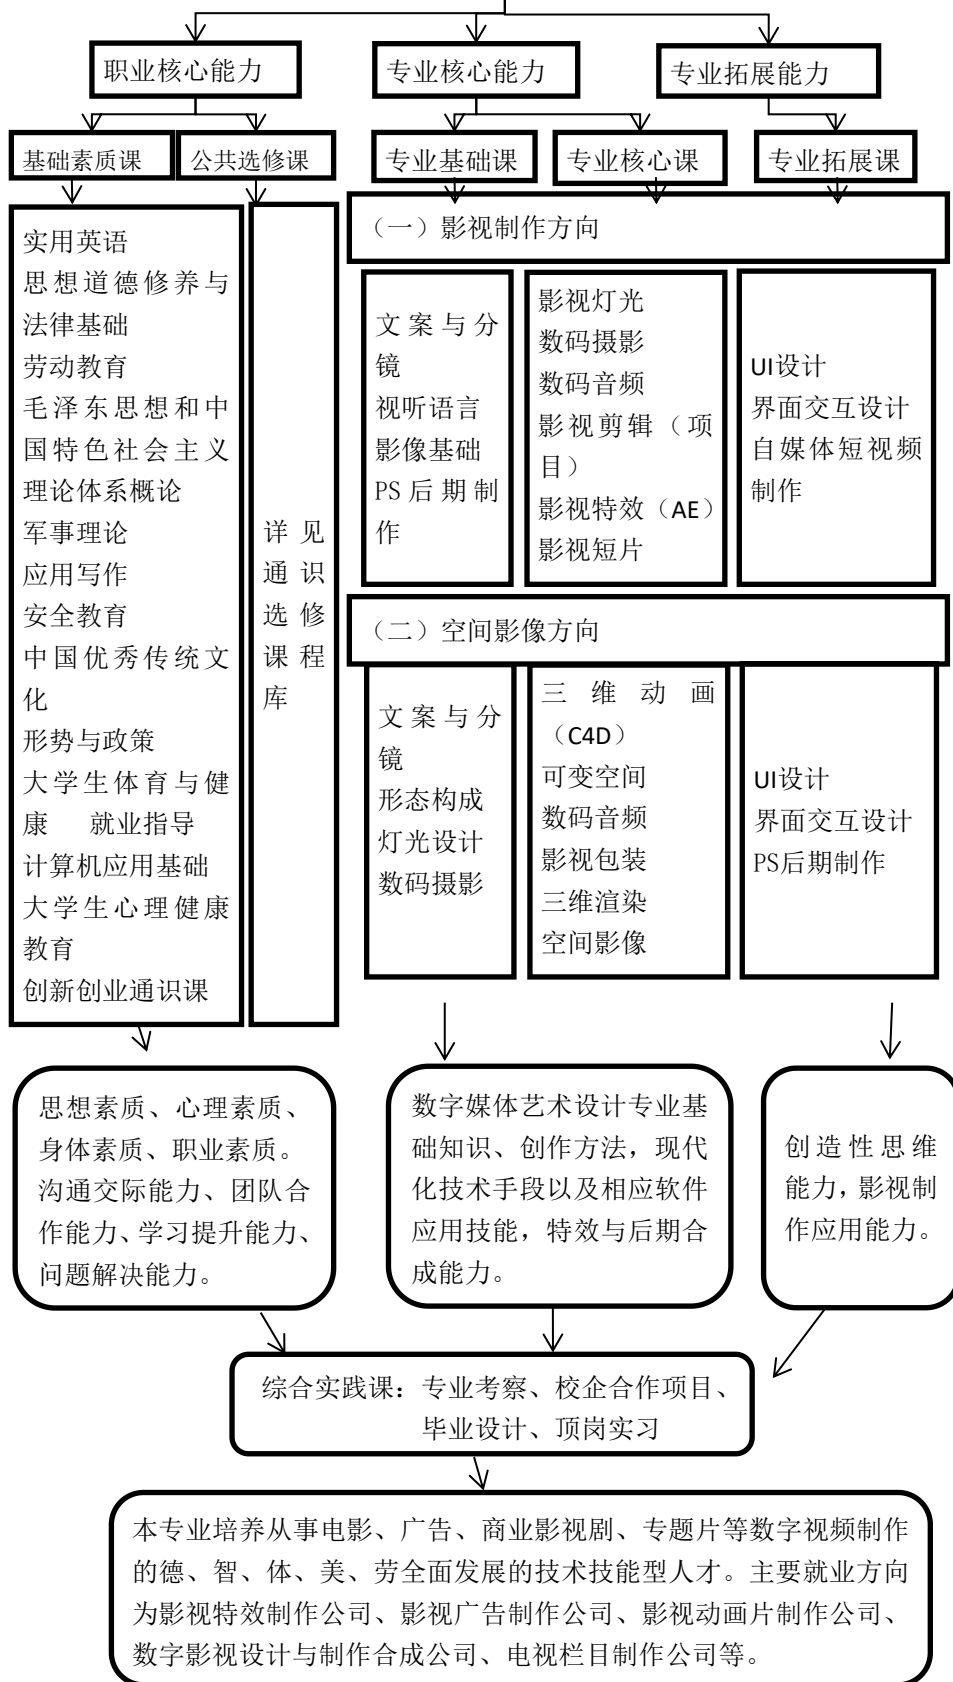 职业核心能力
专业核心能力
专业拓展能力
基础素质课
公共选修课
专业基础课
专业核心课
专业拓展课
实用英语
思想道德修养与
法律基础
劳动教育
毛泽东思想和中
国特色社会主义
理论体系概论
军事理论
应用写作
安全教育
中国优秀传统文
化
形势与政策
大学生体育与健
康 就业指导
计算机应用基础
大学生心理健康
教育
创新创业通识课
详见
通识
选修
课程
库
（一）影视制作方向
文案与分
镜
视听语言
影像基础
PS后期制
作
影视灯光
数码摄影
数码音频
影视剪辑（项
目）
影视特效（AE）
影视短片
UI设计
界面交互设计
自媒体短视频
制作
（二）空间影像方向
文案与分
镜
形态构成
灯光设计
数码摄影
三维动画
（C4D）
可变空间
数码音频
影视包装
三维渲染
空间影像
UI设计
界面交互设计
PS后期制作
思想素质、心理素质、
身体素质、职业素质。
沟通交际能力、团队合
作能力、学习提升能力、
问题解决能力。
数字媒体艺术设计专业基
础知识、创作方法，现代
化技术手段以及相应软件
应用技能，特效与后期合
成能力。
创造性思维
能力，影视制
作应用能力。
综合实践课：专业考察、校企合作项目、
毕业设计、顶岗实习
本专业培养从事电影、广告、商业影视剧、专题片等数字视频制作
的德、智、体、美、劳全面发展的技术技能型人才。主要就业方向
为影视特效制作公司、影视广告制作公司、影视动画片制作公司、
数字影视设计与制作合成公司、电视栏目制作公司等。